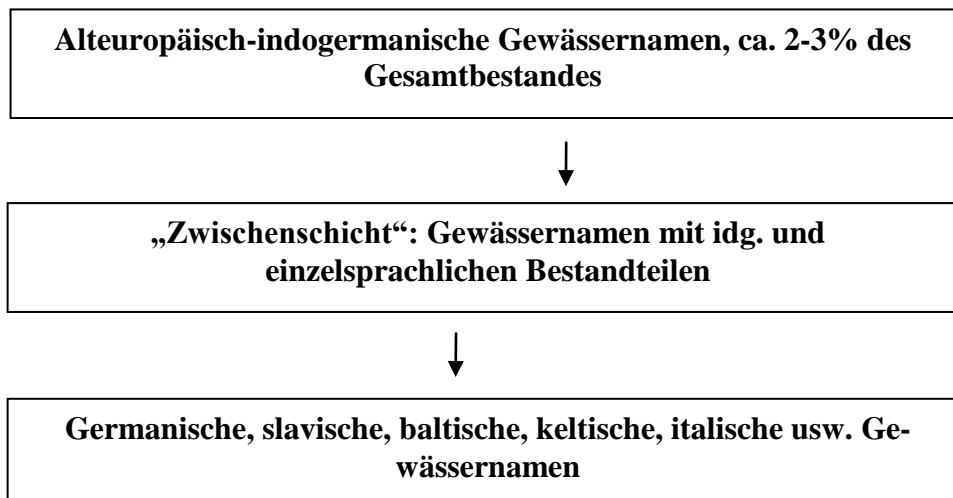 Alteuropäisch-indogermanische Gewässernamen, ca. 2-3% des
Gesamtbestandes
„Zwischenschicht“: Gewässernamen mit idg. und
einzelsprachlichen Bestandteilen
Germanische, slavische, baltische, keltische, italische usw. Ge-
wässernamen